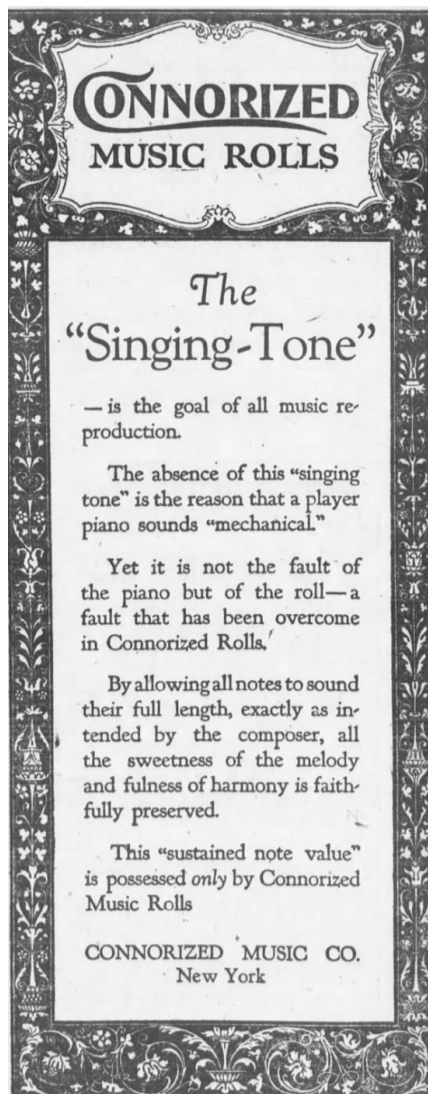 CONNORIZED
MUSIC ROLLS
The
“Singing-Tone”
— is the goal of all music re-
production.
The absence of this “singing
tone” is the reason that a player
piano sounds “mechanical.”
Yet it is not the fault of
the piano but of the roll—a
fault that has been overcome
in Connorized Rolls.
By allowing all notes to sound
their full length, exactly as in-
tended by the composer, all
the sweetness of the melody
and fulness of harmony is faith-
fully preserved.
This “sustained note value”
is possessed only by Connorized
Music Rolls
CONNORIZED MUSIC CO.
New York